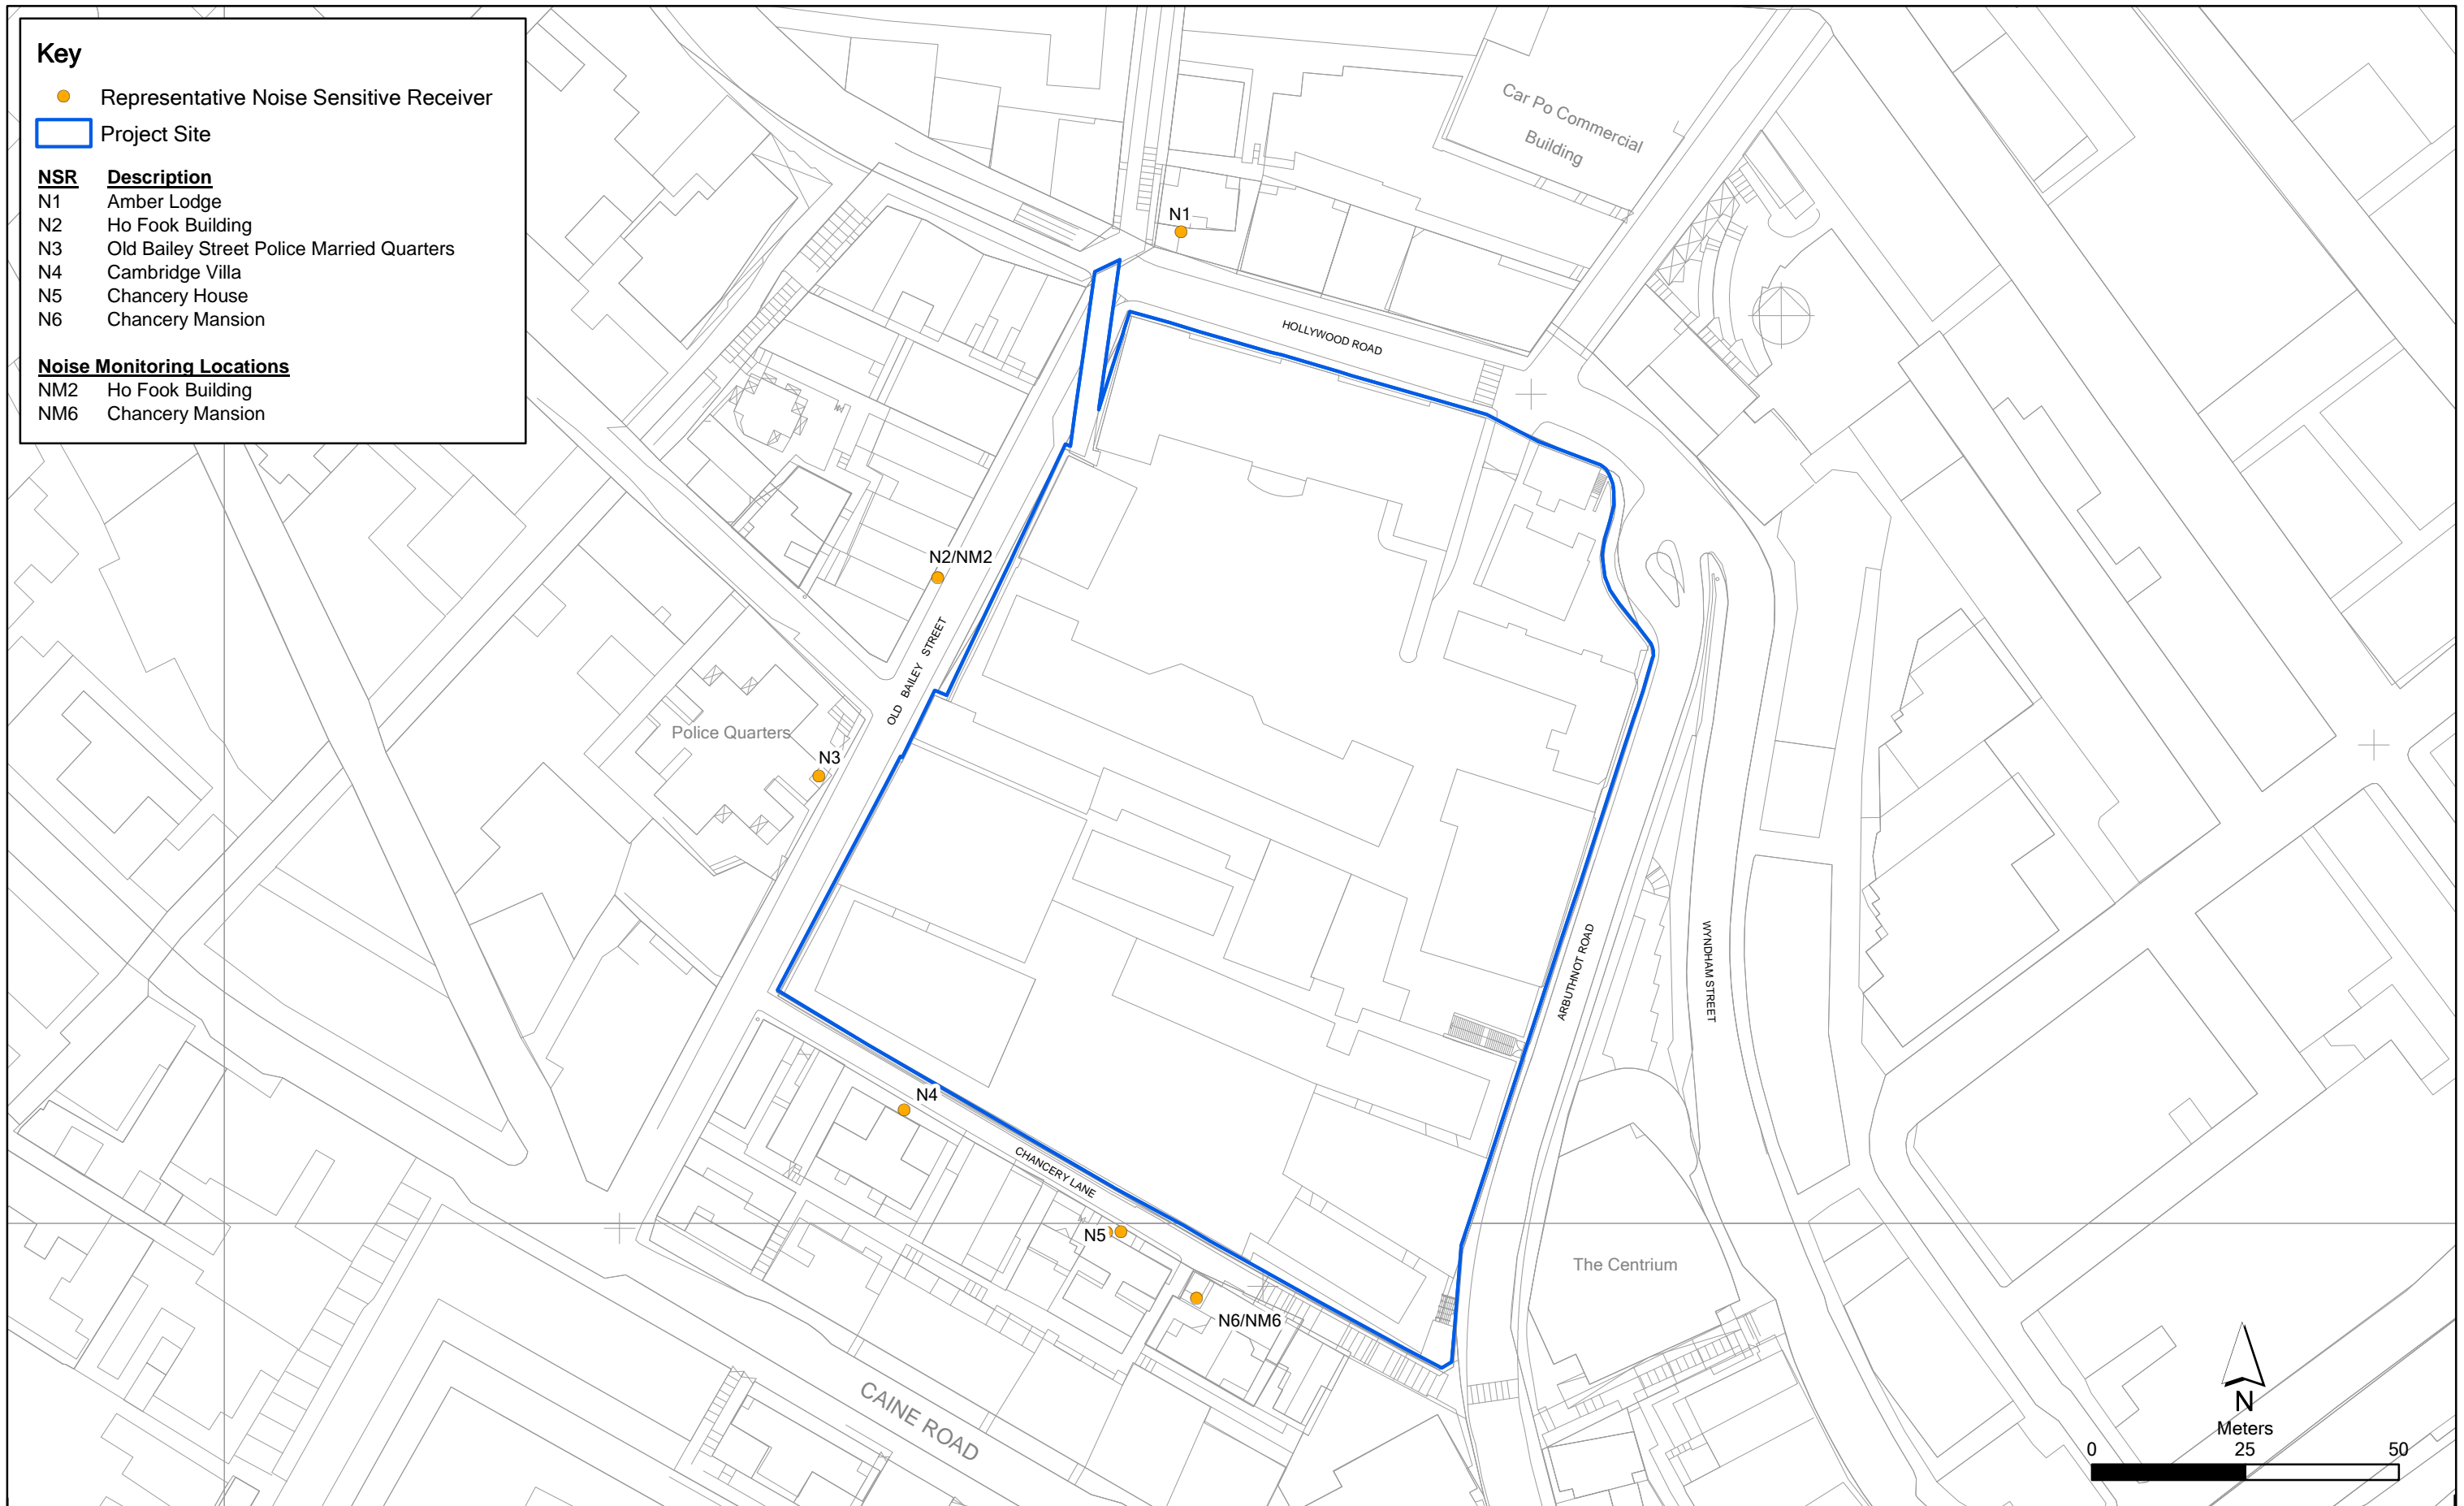 Key
Representative Noise Sensitive Receiver
Project Site
NSR Description
N1 Amber Lodge
N2 Ho Fook Building
N3 Old Bailey Street Police Married Quarters
N4 Cambridge Villa
N5 Chancery House
N6 Chancery Mansion
Noise Monitoring Locations
NM2 Ho Fook Building
NM6 Chancery Mansion
Car Po Commercial
Building
N1
HOLLYWOOD ROAD
N2/NM2
OLD BAILEY STREET
Police Quarters
N3
ARBUTHNOT ROAD
WYNDHAM STREET
N4
CHANCERY LANE
N5
The Centrium
N6/NM6
CAINE ROAD
N
Meters
0 25 50